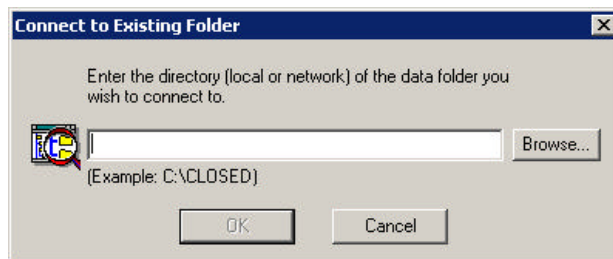 Connect to Existing Folder
Enter the directory (local or network) of the data folder you
wish to connect to.
Browse...
(Example: C:\CLOSED)
OK
Cancel